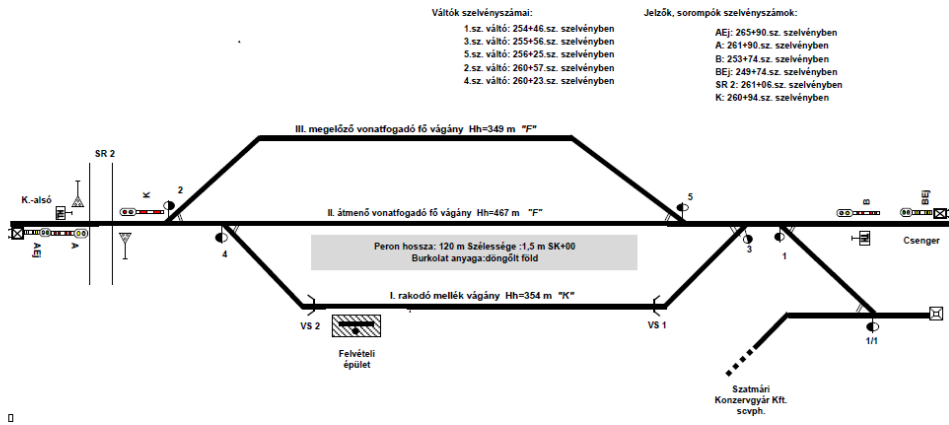 Váltók szelvényszámai:
1.sz. váltó: 254+46.sz. szelvényben
3.sz. váltó: 255+56.sz. szelvényben
5.sz. váltó: 256+25.sz. szelvényben
2.sz. váltó: 260+57.sz. szelvényben
4.sz. váltó: 260+23.sz. szelvényben
Jelzők, sorompók szelvényszámok:
AEj: 265+90.sz. szelvényben
A: 261+90.sz. szelvényben
B: 253+74.sz. szelvényben
BEj: 249+74.sz. szelvényben
SR 2: 261+06.sz. szelvényben
K: 260+94.sz. szelvényben
III. megelőző vonatfogadó fő vágány Hh=349 m "F"
SR 2
K.-alsó
K
2
5
B
BEj
II. átmenő vonatfogadó fő vágány Hh=467 m "F"
AEj
A
4
Peron hossza: 120 m Szélessége :1,5 m SK+00
Burkolat anyaga:döngőlt föld
3
1
Csenger
I. rakodó mellék vágány Hh=354 m "K"
VS 2
VS 1
1/1
Felvételi
épület
Szatmári
Konzervgyár Kft.
scvph.